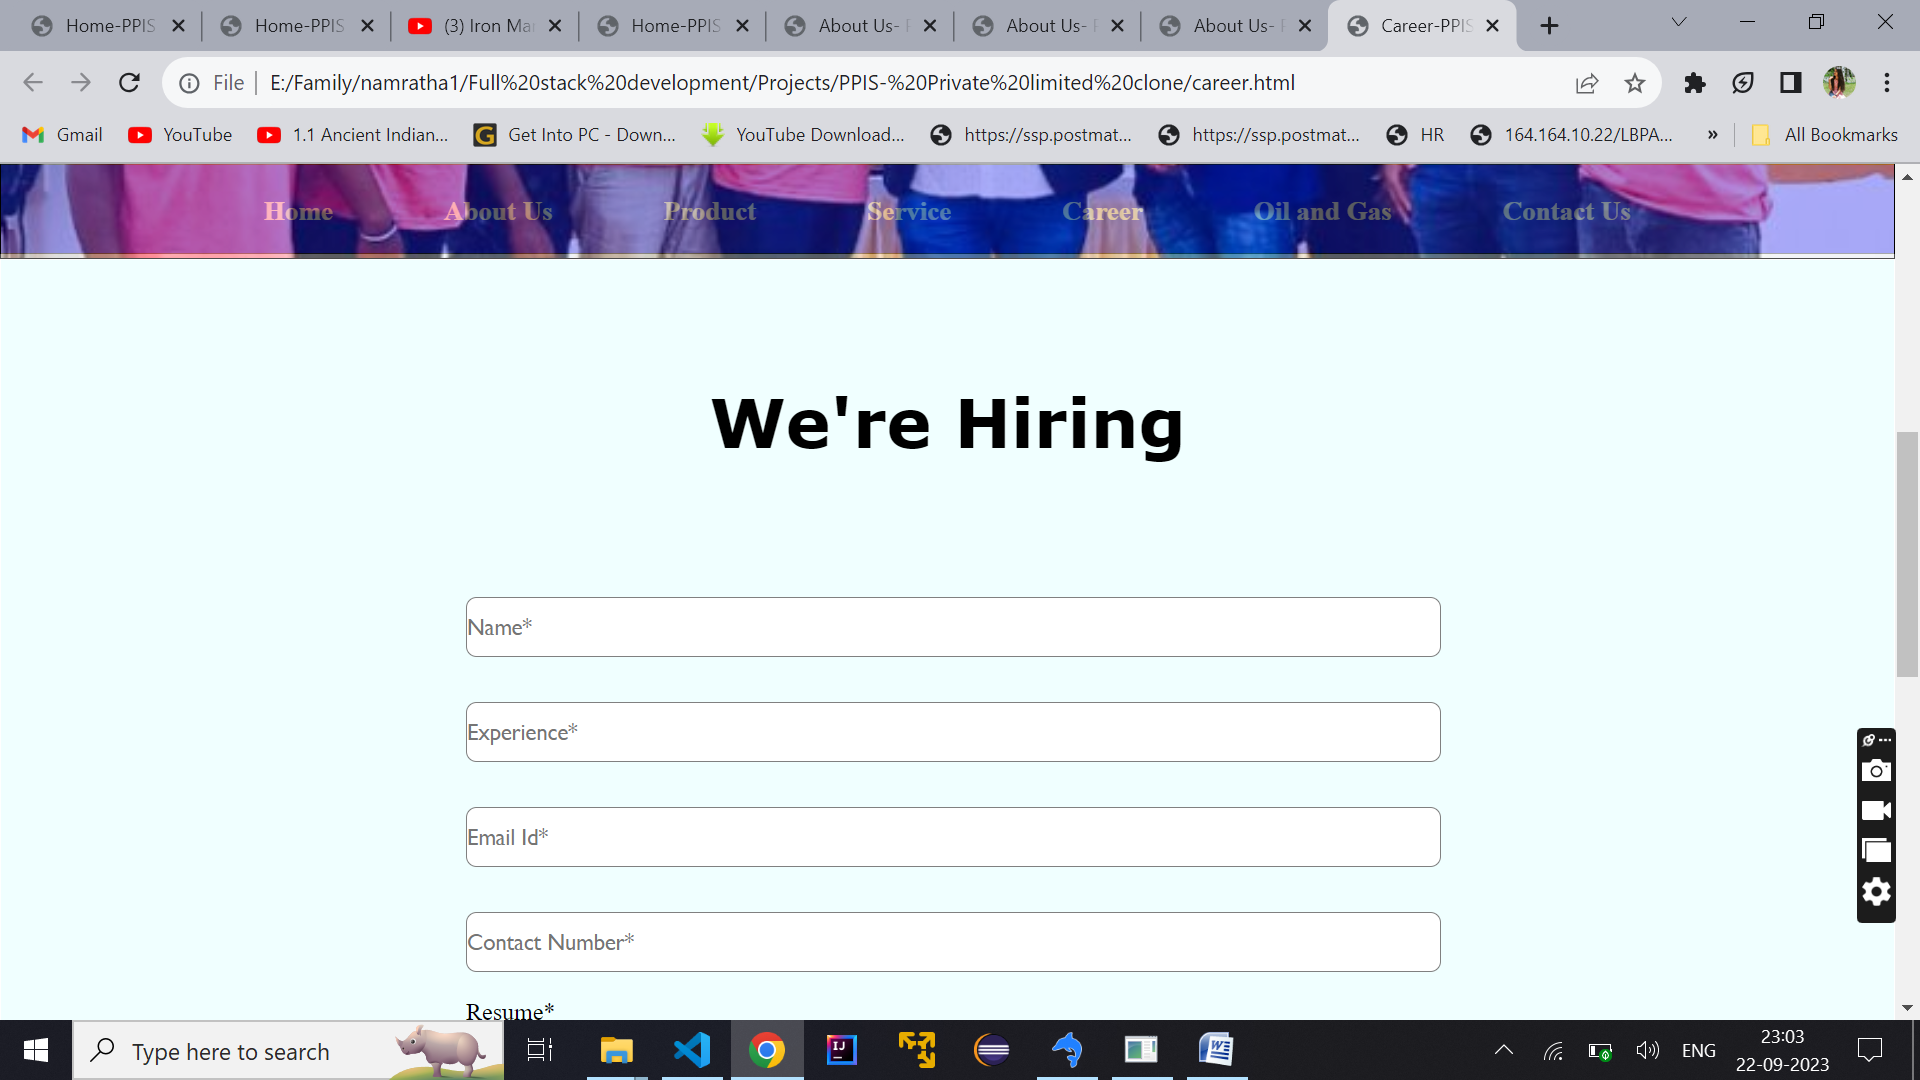 Home-PPIS
Home-PPIS
(3) Iron Ma
Home-PPIS
About Us-
About Us-
About Us-
Career-PPIS
File
E:/Family/namratha1/Full%20stack%20development/Projects/PPIS-%20Private%20limited%20clone/career.html
Gmail
YouTube
1.1 Ancient Indian...
Get Into PC - Down...
YouTube Download...
https://ssp.postmat...
https://ssp.postmat...
HR
164.164.10.22/LBPA...
»
All Bookmarks
Home
About Us
Product
Service
Career
Oil and Gas
Contact Us
We're Hiring
Name*
Experience*
Email Id*
Contact Number*
Resume*
Type here to search
ENG
23:03
22-09-2023